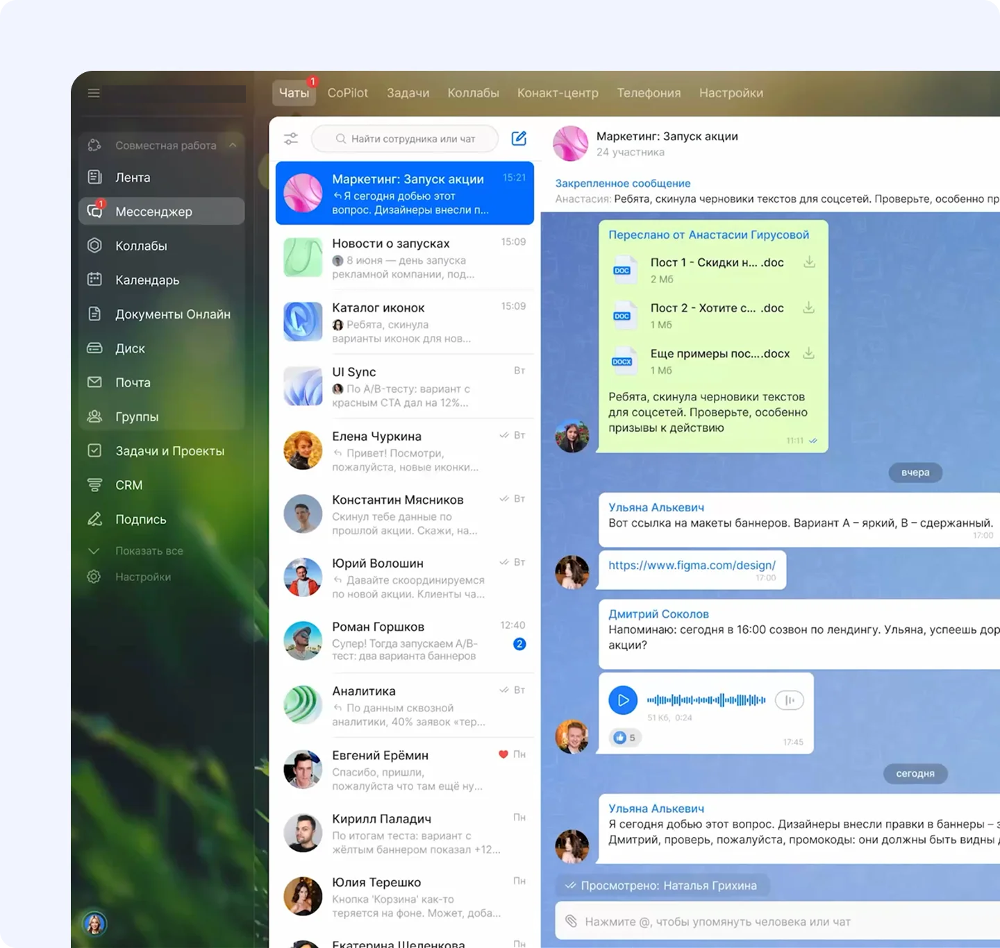 Чаты
1
CoPilot
Задачи
Коллабы
Конакт-центр
Телефония
Настройки
Совместная работа
Лента
1
Мессенджер
Коллабы
Календарь
Документы Онлайн
Диск
Почта
Группы
Задачи и Проекты
CRM
Подпись
Показать все
Настройки
Найти сотрудника или чат
Маркетинг: Запуск акции 15:21
Я сегодня добью этот
вопрос. Дизайнеры внесли п...
Новости о запусках 15:09
8 июня — день запуска
рекламной компании, под...
Каталог иконок 15:09
Ребята, скинула
варианты иконок для нов...
UI Sync Вт
По A/B-тесту: вариант с
красным CTA дал на 12%...
Елена Чуркина Вт
Привет! Посмотри,
пожалуйста, новые иконки...
Константин Мясников Вт
Скинул тебе данные по
прошлой акции. Скажи, на...
Юрий Волошин Вт
Давайте скоординируемся
по новой акции. Клиенты ча...
Роман Горшков 12:40
Супер! Тогда запускаем A/B-
тест: два варианта баннеров
2
Аналитика Вт
По данным сквозной
аналитики, 40% заявок «тер...
Евгений Ерёмин Пн
Спасибо, пришли,
пожалуйста что там ещё ну...
Кирилл Паладич Пн
По итогам теста: вариант с
жёлтым баннером показал +12...
Юлия Терешко Пн
Кнопка 'Корзина' как-то
теряется на фоне. Может, доба...
Екатерина Щеленкова Пн
Маркетинг: Запуск акции
24 участника
Закрепленное сообщение
Анастасия: Ребята, скинула черновики текстов для соцсетей. Проверьте, особенно пр
Переслано от Анастасии Гирусовой
DOC
Пост 1 - Скидки н... .doc
2 Мб
DOC
Пост 2 - Хотите с... .doc
1 Мб
DOCX
Еще примеры пос....docx
1 Мб
Ребята, скинула черновики текстов
для соцсетей. Проверьте, особенно
призывы к действию
11:11
вчера
Ульяна Алькевич
Вот ссылка на макеты баннеров. Вариант A – яркий, B – сдержанный.
17:00
https://www.figma.com/design/
17:00
Дмитрий Соколов
Напоминаю: сегодня в 16:00 созвон по лендингу. Ульяна, успеешь дор
акции?
51 Кб, 0:24
5
17:45
сегодня
Ульяна Алькевич
Я сегодня добью этот вопрос. Дизайнеры внесли правки в баннеры –
Дмитрий, проверь, пожалуйста, промокоды: они должны быть видны
Просмотрено: Наталья Грихина
Нажмите @, чтобы упомянуть человека или чат